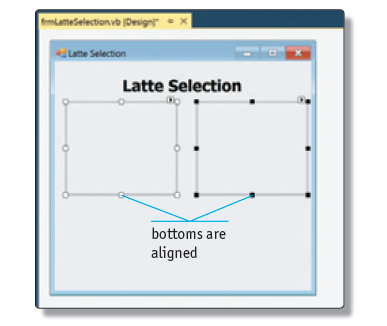 frmLatteSelection.vb [Design]*
Latte Selection
Latte Selection
bottoms are
aligned